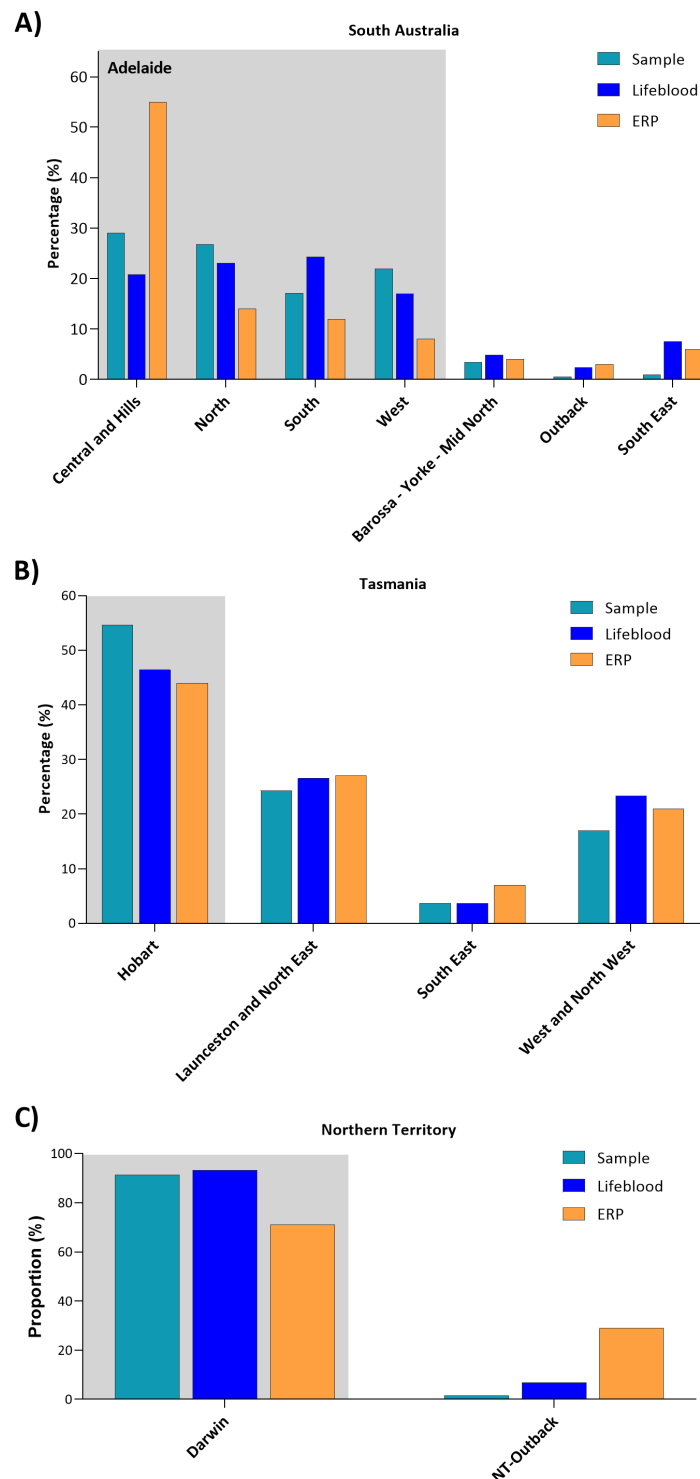 A)
South Australia
Adelaide
Sample
Lifeblood
ERP
Percentage (%)
60
50
40
30
20
10
0
Central and Hills
North
South
West
Barossa - Yorke - Mid North
Outback
South East
B)
Tasmania
Sample
Lifeblood
ERP
Percentage (%)
60
50
40
30
20
10
0
Hobart
Launceston and North East
South East
West and North West
C)
Northern Territory
Sample
Lifeblood
ERP
Proportion (%)
100
80
60
40
20
0
Darwin
NT-Outback